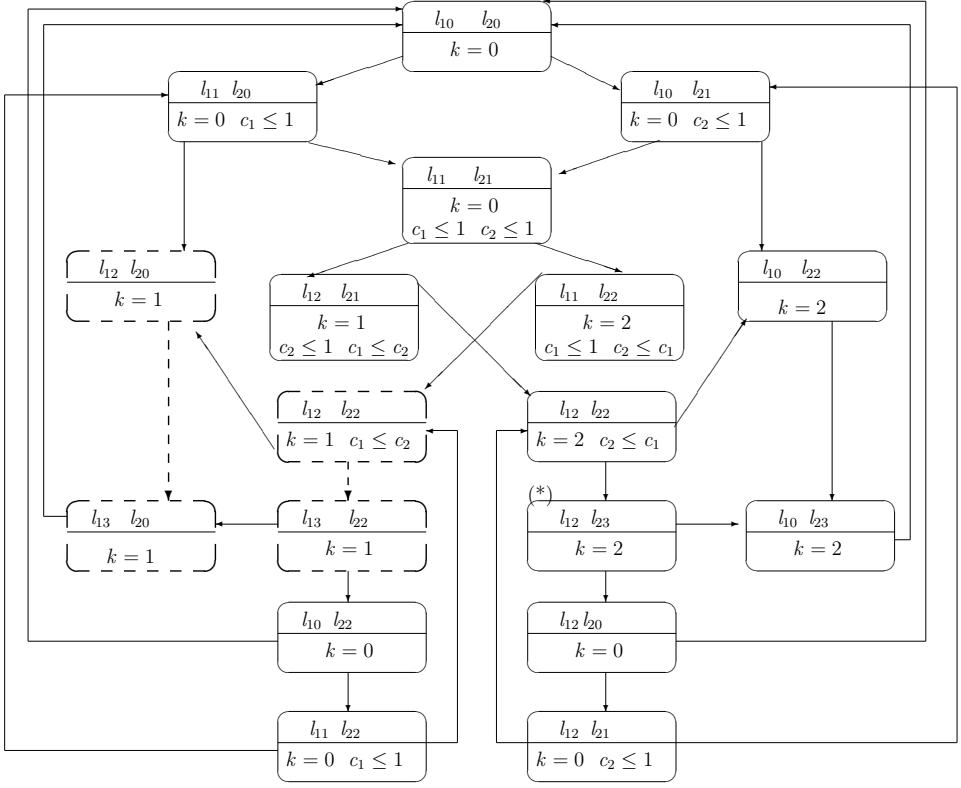 l₁₀ l₂₀
k = 0
l₁₁ l₂₀
k = 0 c₁ ≤ 1
l₁₀ l₂₁
k = 0 c₂ ≤ 1
l₁₁ l₂₁
k = 0
c₁ ≤ 1 c₂ ≤ 1
l₁₂ l₂₀
k = 1
l₁₂ l₂₁
k = 1
c₂ ≤ 1 c₁ ≤ c₂
l₁₁ l₂₂
k = 2
c₁ ≤ 1 c₂ ≤ c₁
l₁₀ l₂₂
k = 2
l₁₂ l₂₂
k = 1 c₁ ≤ c₂
l₁₂ l₂₂
k = 2 c₂ ≤ c₁
l₁₃ l₂₀
k = 1
l₁₃ l₂₂
k = 1
(*)
l₁₂ l₂₃
k = 2
l₁₀ l₂₃
k = 2
l₁₀ l₂₂
k = 0
l₁₂ l₂₀
k = 0
l₁₁ l₂₂
k = 0 c₁ ≤ 1
l₁₂ l₂₁
k = 0 c₂ ≤ 1